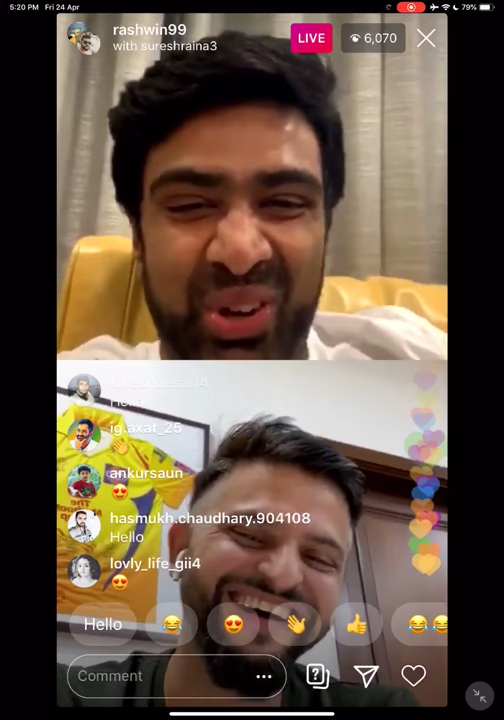 5:20 PM Fri 24 Apr
79%
rashwin99
with sureshraina3
LIVE
6,070
Hello
ig.axat_25
ankursaun
hasmukh.chaudhary.904108
Hello
lovly_life_gii4
Hello
Comment